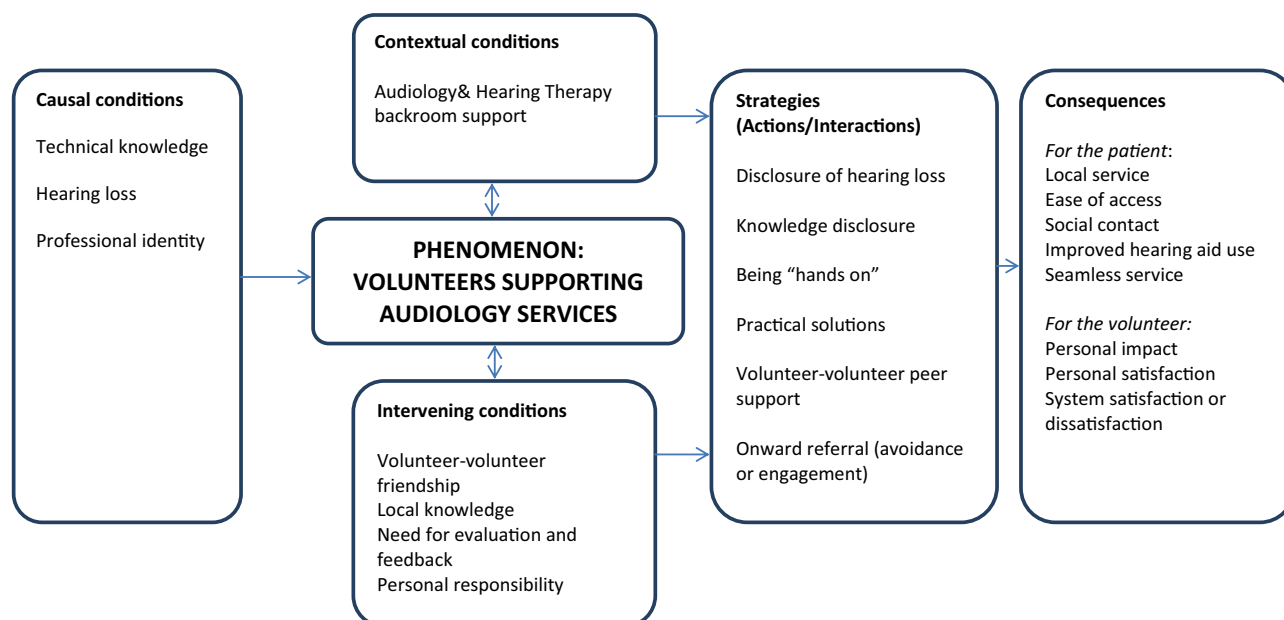 Causal conditions
Technical knowledge
Hearing loss
Professional identity
Contextual conditions
Audiology& Hearing Therapy
backroom support
PHENOMENON:
VOLUNTEERS SUPPORTING
AUDIOLOGY SERVICES
Intervening conditions
Volunteer-volunteer
friendship
Local knowledge
Need for evaluation and
feedback
Personal responsibility
Strategies
(Actions/Interactions)
Disclosure of hearing loss
Knowledge disclosure
Being “hands on”
Practical solutions
Volunteer-volunteer peer
support
Onward referral (avoidance
or engagement)
Consequences
For the patient:
Local service
Ease of access
Social contact
Improved hearing aid use
Seamless service
For the volunteer:
Personal impact
Personal satisfaction
System satisfaction or
dissatisfaction